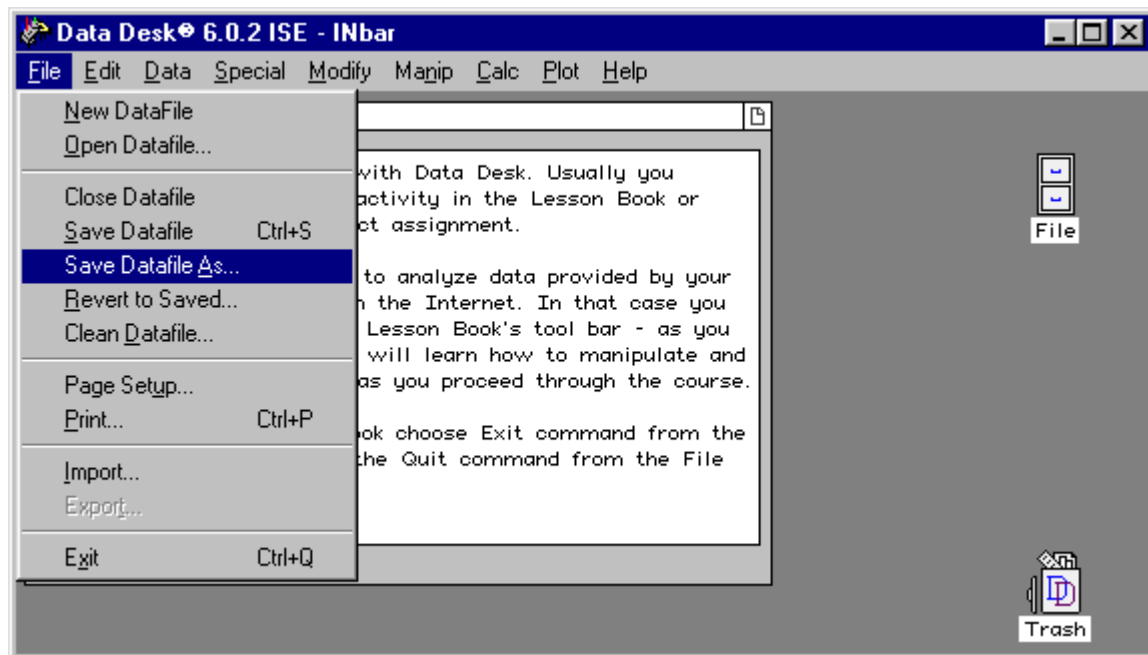 Data Desk® 6.0.2 ISE - INbar
File Edit Data Special Modify Manip Calc Plot Help
New DataFile
Open Datafile...
Close Datafile
Save Datafile Ctrl+S
Save Datafile As...
Revert to Saved...
Clean Datafile...
Page Setup...
Print... Ctrl+P
Import...
Export...
Exit Ctrl+Q
with Data Desk. Usually you
activity in the Lesson Book or
ct assignment.
to analyze data provided by your
the Internet. In that case you
Lesson Book's tool bar - as you
will learn how to manipulate and
as you proceed through the course.
ok choose Exit command from the
the Quit command from the File
File
Trash